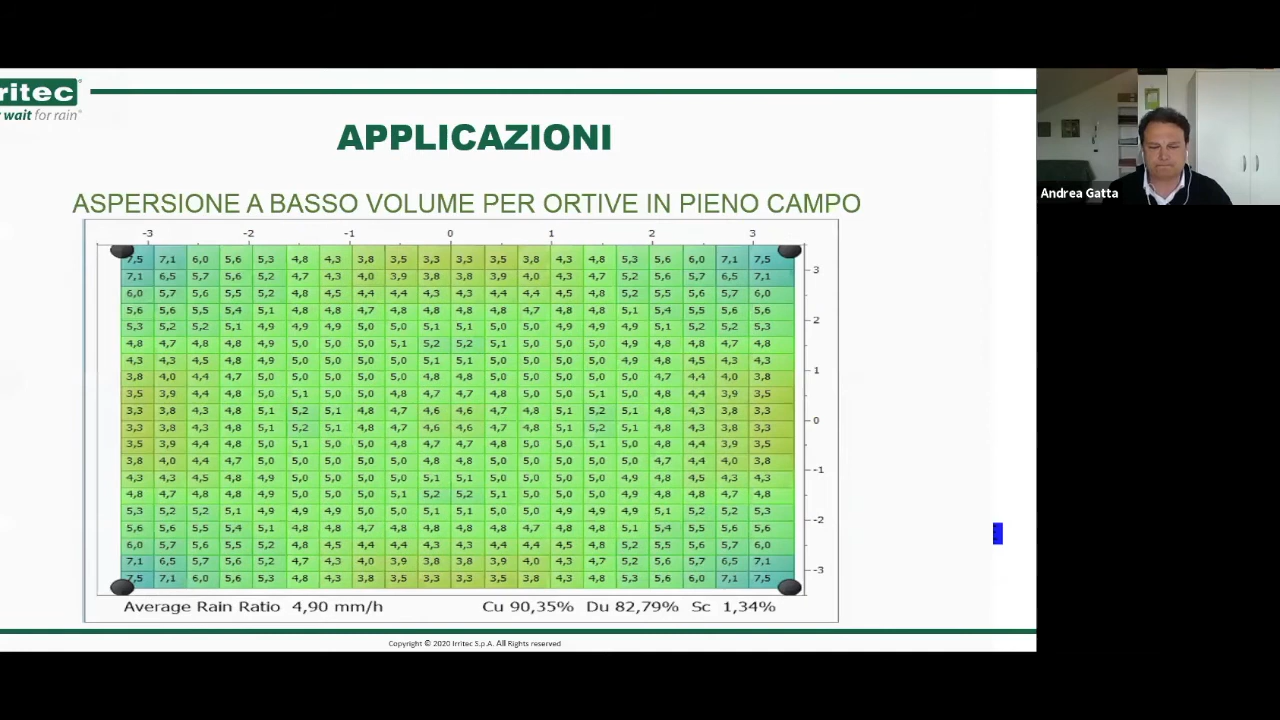 ritec
wait for rain
APPLICAZIONI
Andrea Gatta
ASPERSIONE A BASSO VOLUME PER ORTIVE IN PIENO CAMPO
-3 -2 -1 0 1 2 3
7,5 7,1 6,0 5,6 5,3 4,8 4,3 3,8 3,5 3,3 3,3 3,5 3,8 4,3 4,8 5,3 5,6 6,0 7,1 7,5
7,1 6,5 5,7 5,6 5,2 4,7 4,3 4,0 3,9 3,8 3,8 3,9 4,0 4,3 4,7 5,2 5,6 5,7 6,5 7,1 3
6,0 5,7 5,6 5,5 5,2 4,8 4,5 4,4 4,4 4,3 4,3 4,4 4,4 4,5 4,8 5,2 5,5 5,6 5,7 6,0
5,6 5,6 5,5 5,4 5,1 4,8 4,8 4,7 4,8 4,8 4,8 4,8 4,7 4,8 4,8 5,1 5,4 5,5 5,6 5,6 2
5,3 5,2 5,2 5,1 4,9 4,9 4,9 5,0 5,0 5,1 5,1 5,0 5,0 4,9 4,9 4,9 5,1 5,2 5,2 5,3
4,8 4,7 4,8 4,8 4,9 5,0 5,0 5,0 5,1 5,2 5,2 5,1 5,0 5,0 5,0 4,9 4,8 4,8 4,7 4,8
4,3 4,3 4,5 4,8 4,9 5,0 5,0 5,0 5,0 5,1 5,1 5,0 5,0 5,0 5,0 4,9 4,8 4,5 4,3 4,3 1
3,8 4,0 4,4 4,7 5,0 5,0 5,0 5,0 5,0 4,8 4,8 5,0 5,0 5,0 5,0 5,0 4,7 4,4 4,0 3,8
3,5 3,9 4,4 4,8 5,0 5,1 5,0 5,0 4,8 4,7 4,7 4,8 5,0 5,0 5,1 5,0 4,8 4,4 3,9 3,5
3,3 3,8 4,3 4,8 5,1 5,2 5,1 4,8 4,7 4,6 4,6 4,7 4,8 5,1 5,2 5,1 4,8 4,3 3,8 3,3 0
3,3 3,8 4,3 4,8 5,1 5,2 5,1 4,8 4,7 4,6 4,6 4,7 4,8 5,1 5,2 5,1 4,8 4,3 3,8 3,3
3,5 3,9 4,4 4,8 5,0 5,1 5,0 5,0 4,8 4,7 4,7 4,8 5,0 5,0 5,1 5,0 4,8 4,4 3,9 3,5
3,8 4,0 4,4 4,7 5,0 5,0 5,0 5,0 5,0 4,8 4,8 5,0 5,0 5,0 5,0 5,0 4,7 4,4 4,0 3,8 -1
4,3 4,3 4,5 4,8 4,9 5,0 5,0 5,0 5,0 5,1 5,1 5,0 5,0 5,0 5,0 4,9 4,8 4,5 4,3 4,3
4,8 4,7 4,8 4,8 4,9 5,0 5,0 5,0 5,1 5,2 5,2 5,1 5,0 5,0 5,0 4,9 4,8 4,8 4,7 4,8
5,3 5,2 5,2 5,1 4,9 4,9 4,9 5,0 5,0 5,1 5,1 5,0 5,0 4,9 4,9 4,9 5,1 5,2 5,2 5,3 -2
5,6 5,6 5,5 5,4 5,1 4,8 4,8 4,7 4,8 4,8 4,8 4,8 4,7 4,8 4,8 5,1 5,4 5,5 5,6 5,6
6,0 5,7 5,6 5,5 5,2 4,8 4,5 4,4 4,4 4,3 4,3 4,4 4,4 4,5 4,8 5,2 5,5 5,6 5,7 6,0
7,1 6,5 5,7 5,6 5,2 4,7 4,3 4,0 3,9 3,8 3,8 3,9 4,0 4,3 4,7 5,2 5,6 5,7 6,5 7,1 -3
7,5 7,1 6,0 5,6 5,3 4,8 4,3 3,8 3,5 3,3 3,3 3,5 3,8 4,3 4,8 5,3 5,6 6,0 7,1 7,5
Average Rain Ratio 4,90 mm/h Cu 90,35% Du 82,79% Sc 1,34%
Copyright © 2020 Irritec S.p.A. All Rights reserved